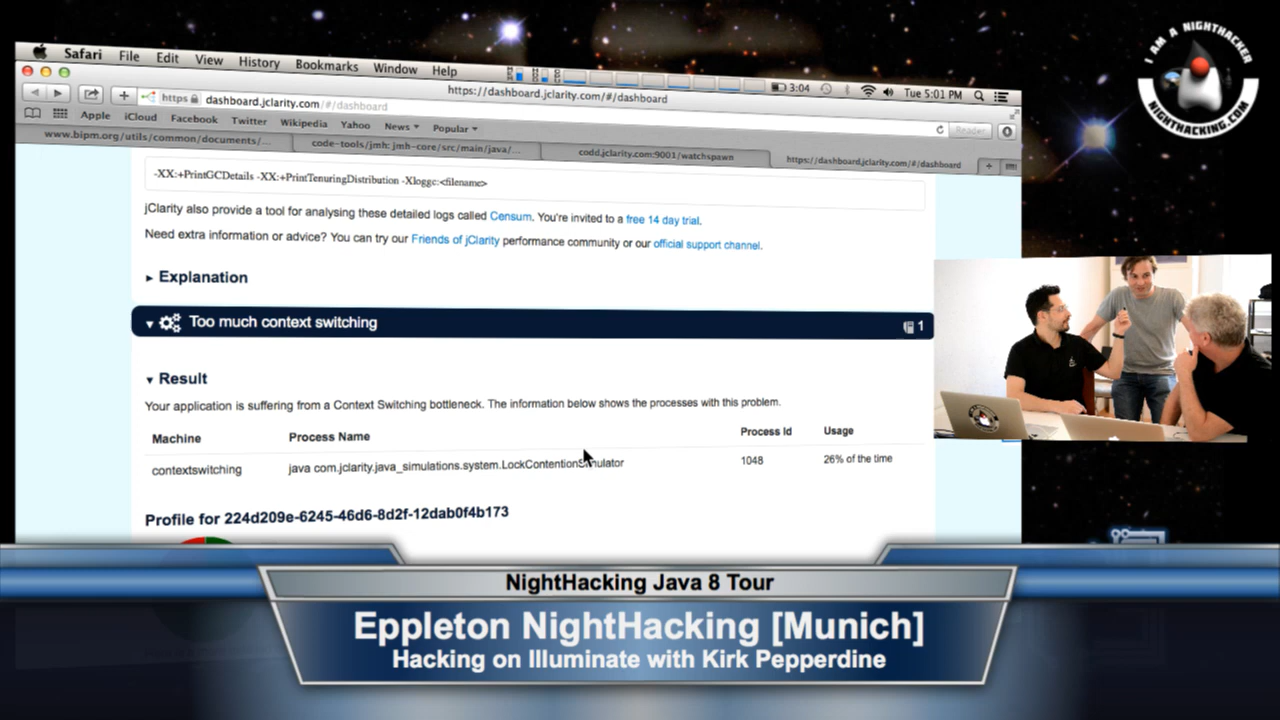 Safari File Edit View History Bookmarks Window Help
3:04 Tue 5:01 PM
https://dashboard.jclarity.com/#/dashboard
https dashboard.jclarity.com/#/dashboard Reader
Apple iCloud Facebook Twitter Wikipedia Yahoo News Popular
www.bipm.org/utils/common/documents/... code-tools/jmh: jmh-core/src/main/java/... codd.jclarity.com:9001/watchspawn https://dashboard.jclarity.com/#/dashboard
-XX:+PrintGCDetails -XX:+PrintTenuringDistribution -Xloggc:<filename>
jClarity also provide a tool for analysing these detailed logs called Censum. You're invited to a free 14 day trial.
Need extra information or advice? You can try our Friends of jClarity performance community or our official support channel.
Explanation
Too much context switching 1
Result
Your application is suffering from a Context Switching bottleneck. The information below shows the processes with this problem.
Machine Process Name Process Id Usage
contextswitching java com.jclarity.java_simulations.system.LockContentionSimulator 1048 26% of the time
Profile for 224d209e-6245-46d6-8d2f-12dab0f4b173
I AM A NIGHTHACKER
NIGHTHACKING.COM
NightHacking Java 8 Tour
Eppleton NightHacking [Munich]
Hacking on Illuminate with Kirk Pepperdine